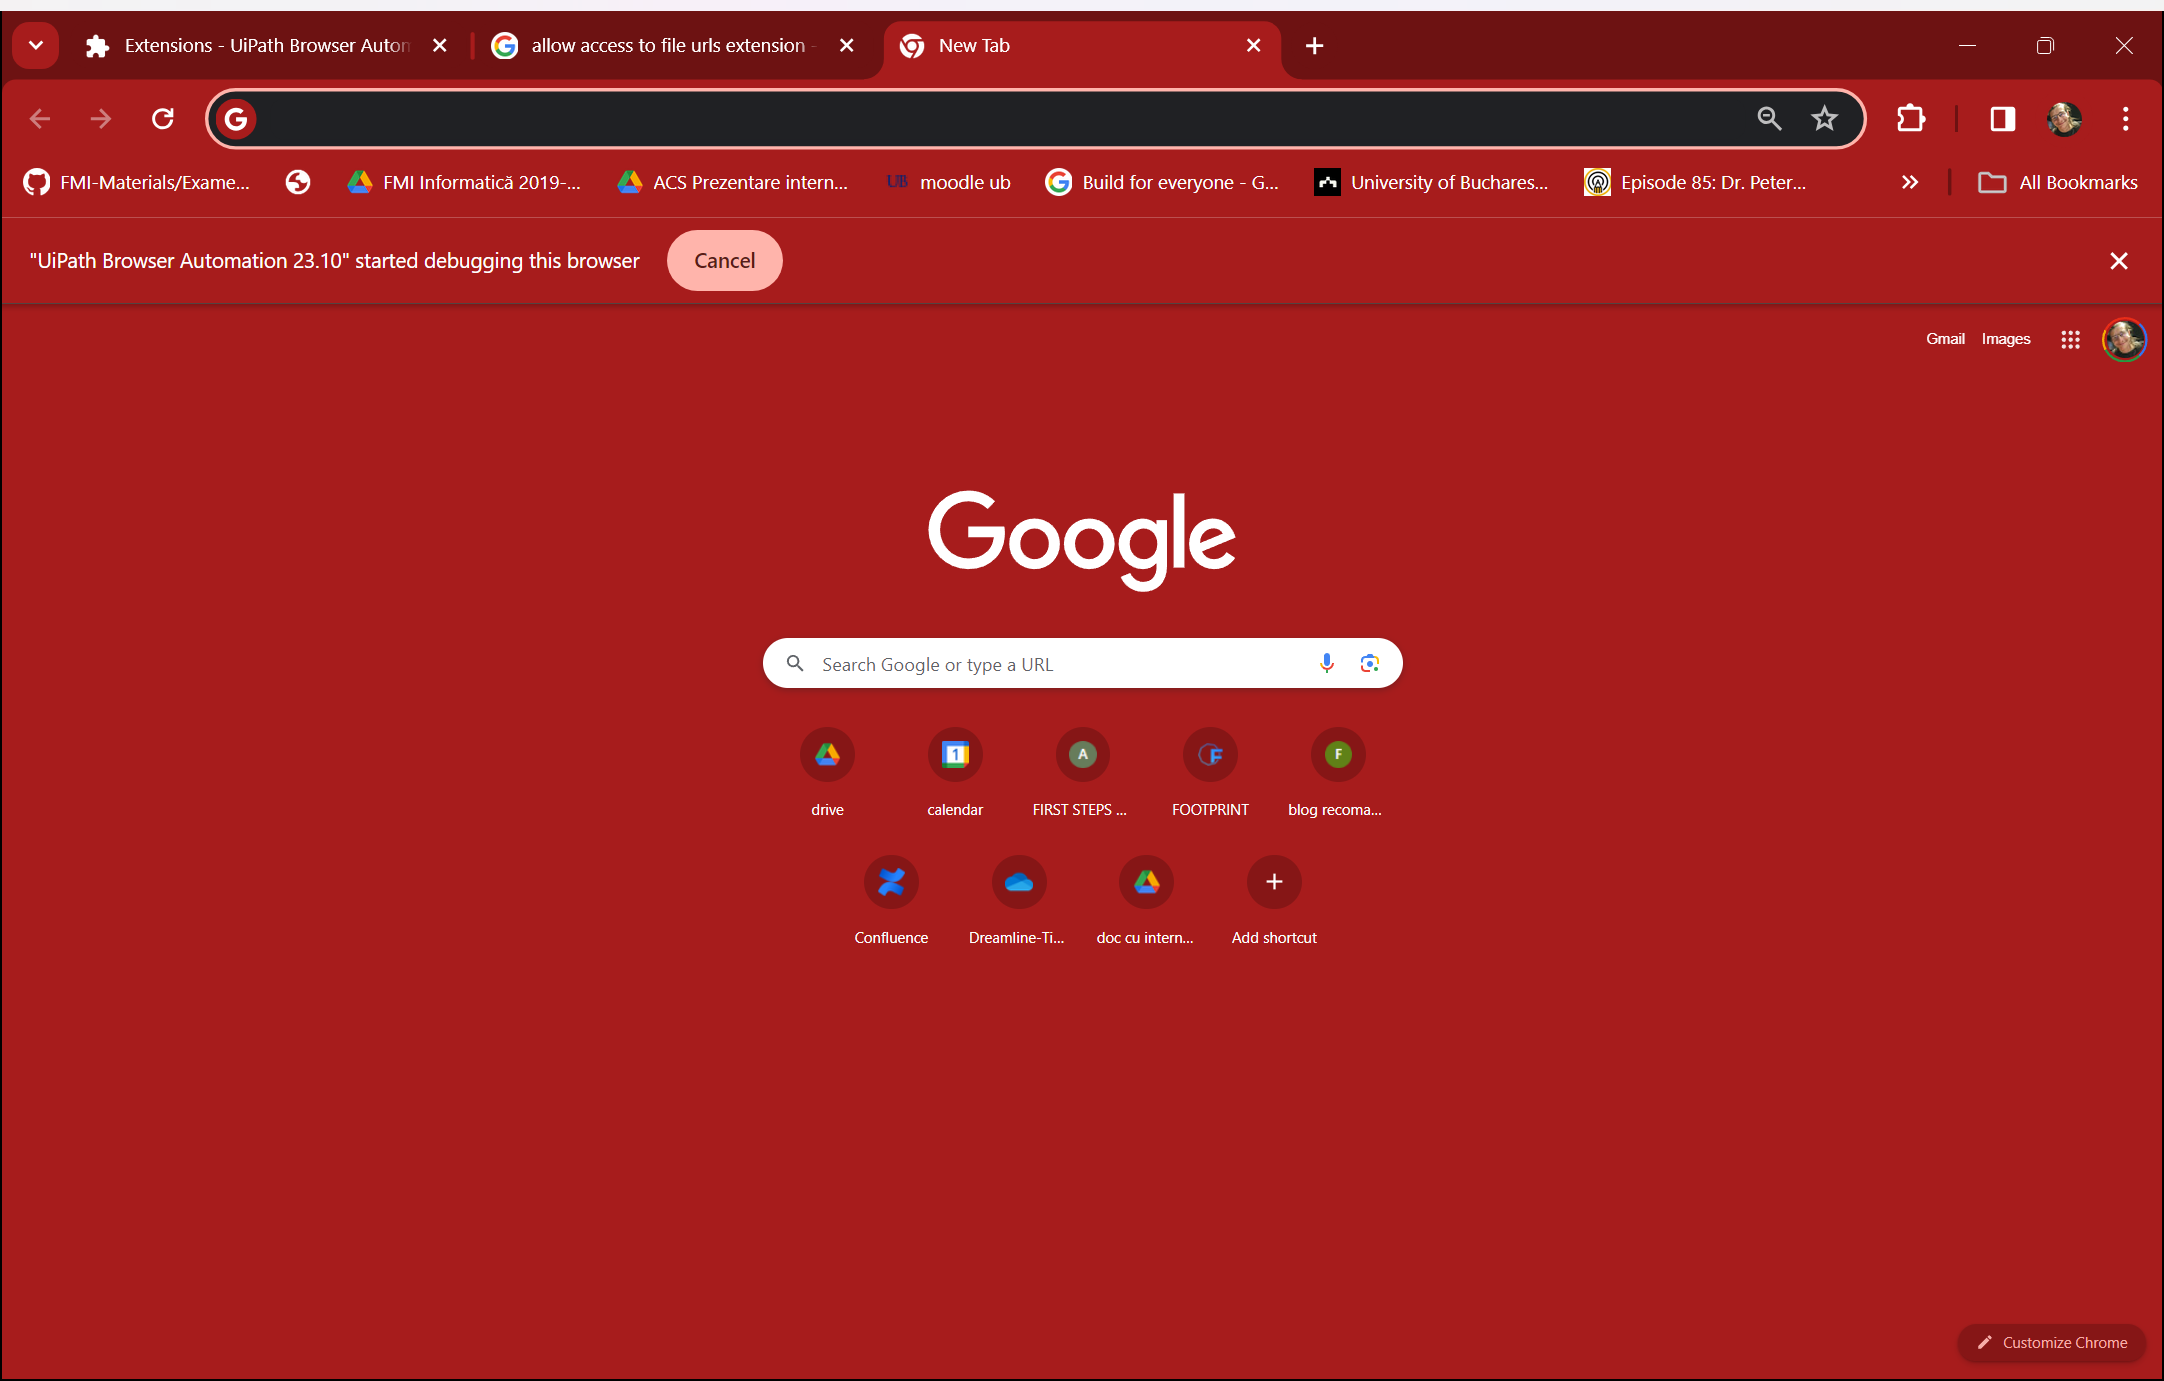 Extensions - UiPath Browser Autom
allow access to file urls extension -
New Tab
FMI-Materials/Exame...
FMI Informatică 2019-...
ACS Prezentare intern...
UB moodle ub
Build for everyone - G...
University of Buchares...
Episode 85: Dr. Peter...
All Bookmarks
"UiPath Browser Automation 23.10" started debugging this browser
Cancel
Gmail
Images
Google
Search Google or type a URL
1
A
F
F
drive
calendar
FIRST STEPS ...
FOOTPRINT
blog recoma...
Confluence
Dreamline-Ti...
doc cu intern...
Add shortcut
Customize Chrome